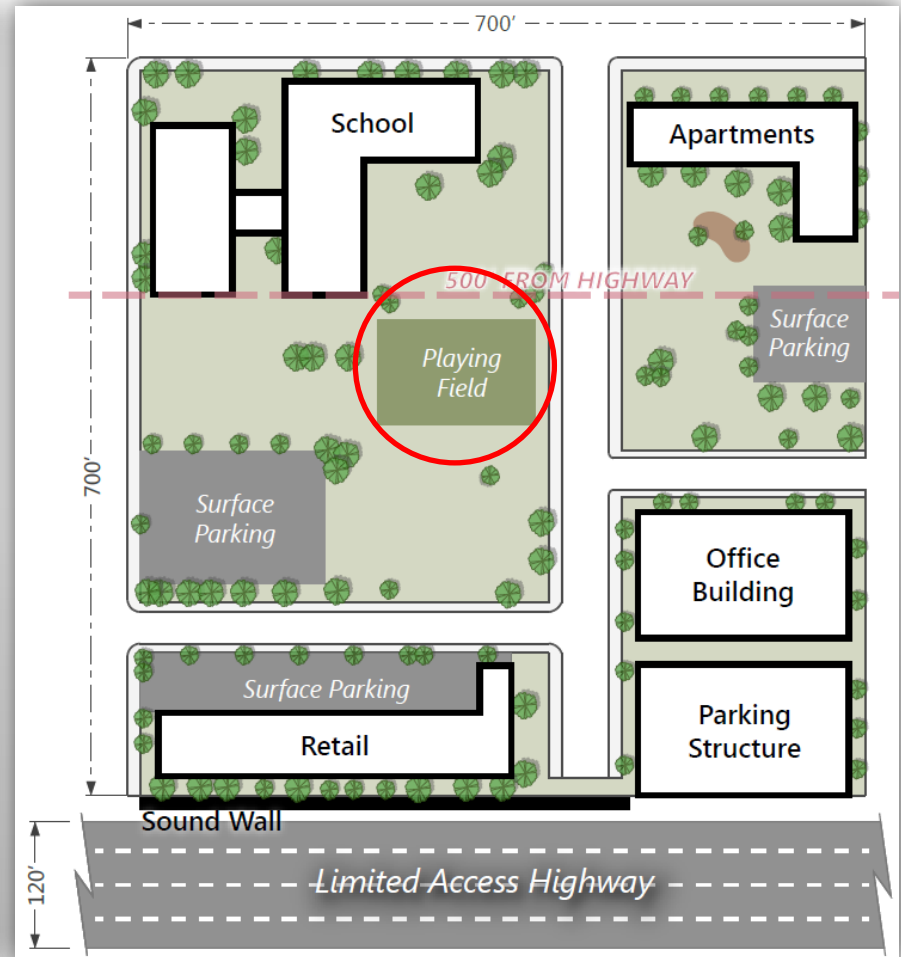 700'
School
Apartments
500' FROM HIGHWAY
Surface
Parking
Playing
Field
700'
Surface
Parking
Office
Building
Surface Parking
Retail
Parking
Structure
Sound Wall
120'
Limited Access Highway